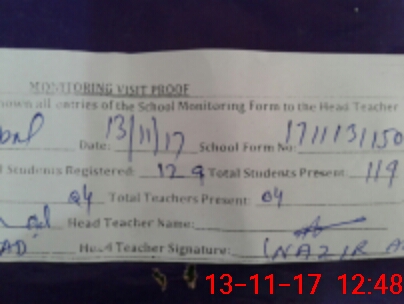 MONITORING VISIT PROOF
hown all entries of the School Monitoring Form to the Head Teacher
Date: 13/11/17 School Form No:
Students Registered: 129 Total Students Present: 119
04 Total Teachers Present: 04
Head Teacher Name:
Head Teacher Signature: (NAZIR A
13-11-17 12:48